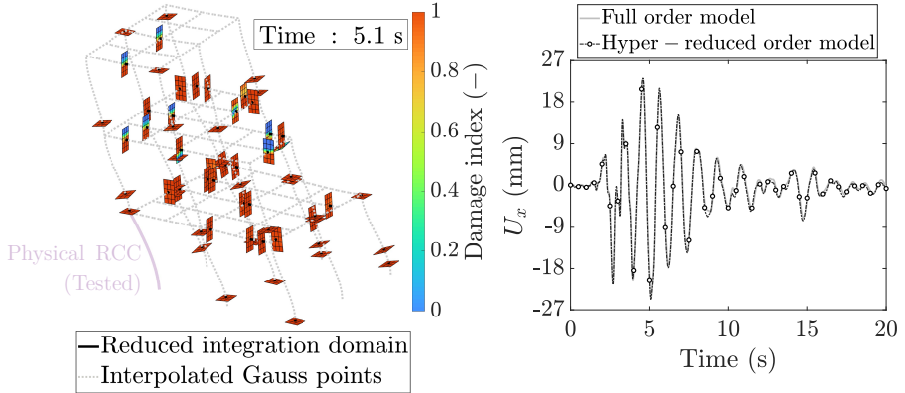 Time : 5.1 s
Physical RCC
(Tested)
1
0.8
0.6
0.4
0.2
0
Damage index (−)
Reduced integration domain
Interpolated Gauss points
Full order model
Hyper − reduced order model
27
18
9
0
-9
-18
-27
Uₓ (mm)
0 5 10 15 20
Time (s)